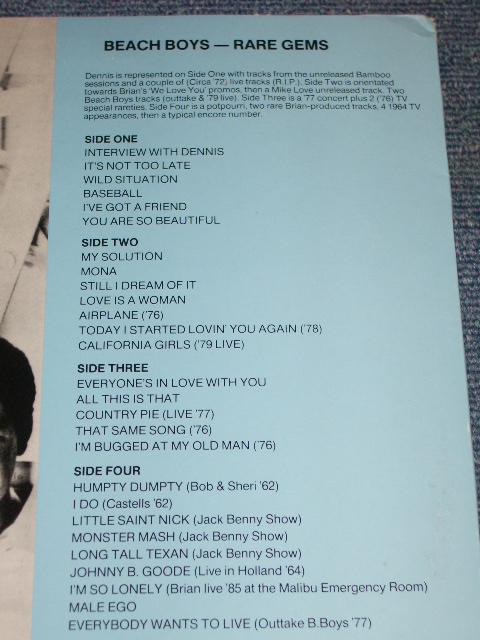 BEACH BOYS — RARE GEMS
Dennis is represented on Side One with tracks from the unreleased Bamboo
sessions and a couple of (Circa '72) live tracks (R.I.P.). Side Two is orientated
towards Brian's 'We Love You' promos, then a Mike Love unreleased track. Two
Beach Boys tracks (outtake & '79 live). Side Three is a '77 concert plus 2 ('76) TV
special rareties. Side Four is a potpourri, two rare Brian-produced tracks, 4 1964 TV
appearances, then a typical encore number.
SIDE ONE
INTERVIEW WITH DENNIS
IT'S NOT TOO LATE
WILD SITUATION
BASEBALL
I'VE GOT A FRIEND
YOU ARE SO BEAUTIFUL
SIDE TWO
MY SOLUTION
MONA
STILL I DREAM OF IT
LOVE IS A WOMAN
AIRPLANE ('76)
TODAY I STARTED LOVIN' YOU AGAIN ('78)
CALIFORNIA GIRLS ('79 LIVE)
SIDE THREE
EVERYONE'S IN LOVE WITH YOU
ALL THIS IS THAT
COUNTRY PIE (LIVE '77)
THAT SAME SONG ('76)
I'M BUGGED AT MY OLD MAN ('76)
SIDE FOUR
HUMPTY DUMPTY (Bob & Sheri '62)
I DO (Castells '62)
LITTLE SAINT NICK (Jack Benny Show)
MONSTER MASH (Jack Benny Show)
LONG TALL TEXAN (Jack Benny Show)
JOHNNY B. GOODE (Live in Holland '64)
I'M SO LONELY (Brian live '85 at the Malibu Emergency Room)
MALE EGO
EVERYBODY WANTS TO LIVE (Outtake B.Boys '77)